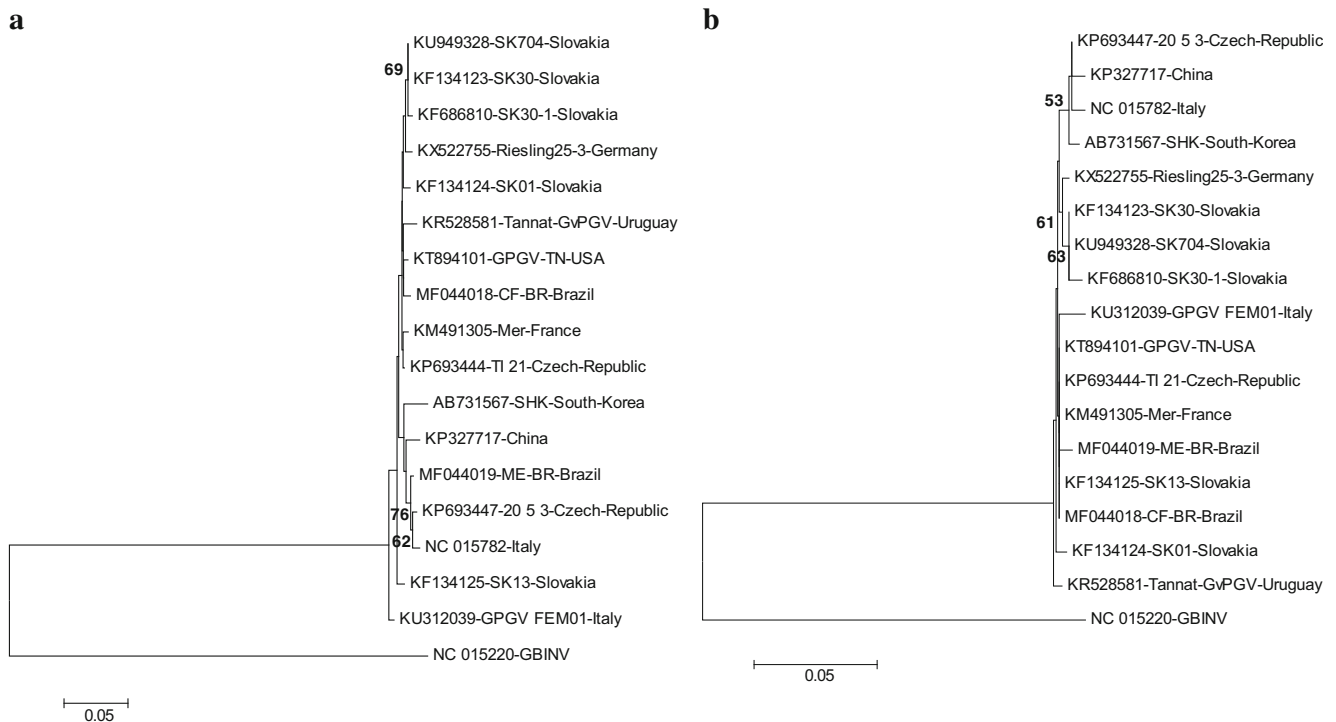 a
KU949328-SK704-Slovakia
69
KF134123-SK30-Slovakia
KF686810-SK30-1-Slovakia
KX522755-Riesling25-3-Germany
KF134124-SK01-Slovakia
KR528581-Tannat-GvPGV-Uruguay
KT894101-GPGV-TN-USA
MF044018-CF-BR-Brazil
KM491305-Mer-France
KP693444-TI 21-Czech-Republic
AB731567-SHK-South-Korea
KP327717-China
MF044019-ME-BR-Brazil
76
KP693447-20 5 3-Czech-Republic
62
NC 015782-Italy
KF134125-SK13-Slovakia
KU312039-GPGV FEM01-Italy
NC 015220-GBINV
0.05
b
KP693447-20 5 3-Czech-Republic
KP327717-China
53
NC 015782-Italy
AB731567-SHK-South-Korea
KX522755-Riesling25-3-Germany
KF134123-SK30-Slovakia
61
KU949328-SK704-Slovakia
63
KF686810-SK30-1-Slovakia
KU312039-GPGV FEM01-Italy
KT894101-GPGV-TN-USA
KP693444-TI 21-Czech-Republic
KM491305-Mer-France
MF044019-ME-BR-Brazil
KF134125-SK13-Slovakia
MF044018-CF-BR-Brazil
KF134124-SK01-Slovakia
KR528581-Tannat-GvPGV-Uruguay
NC 015220-GBINV
0.05